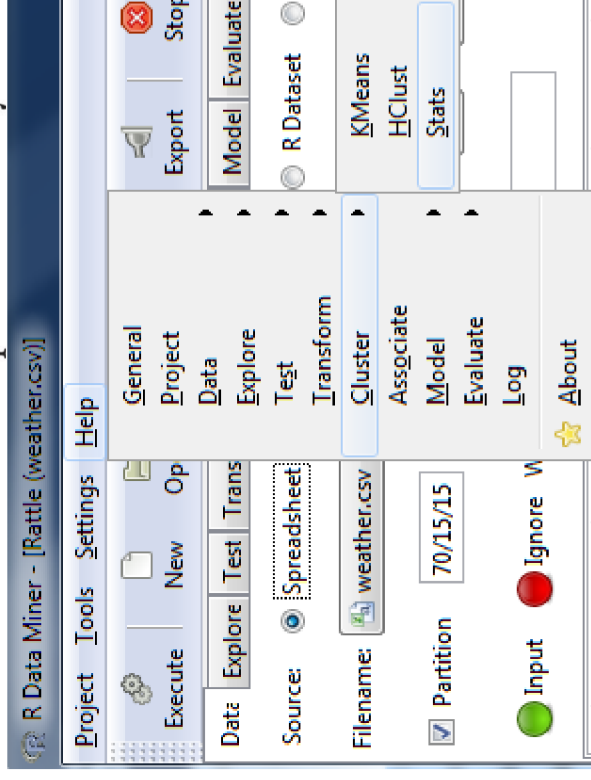 R Data Miner - [Rattle (weather.csv)]
Project Tools Settings Help
Execute New Op Export Stop
Data Explore Test Trans Model Evaluate
Source: Spreadsheet R Dataset
Filename: weather.csv
Partition 70/15/15
Input Ignore W
General
Project
Data
Explore
Test
Transform
Cluster
Associate
Model
Evaluate
Log
About
KMeans
HClust
Stats